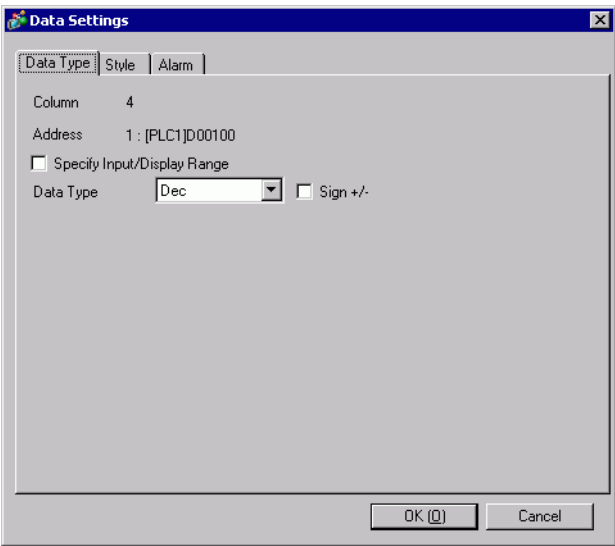 Data Settings
Data Type Style Alarm
Column 4
Address 1 : [PLC1]D00100
Specify Input/Display Range
Data Type Dec Sign +/-
OK (O) Cancel